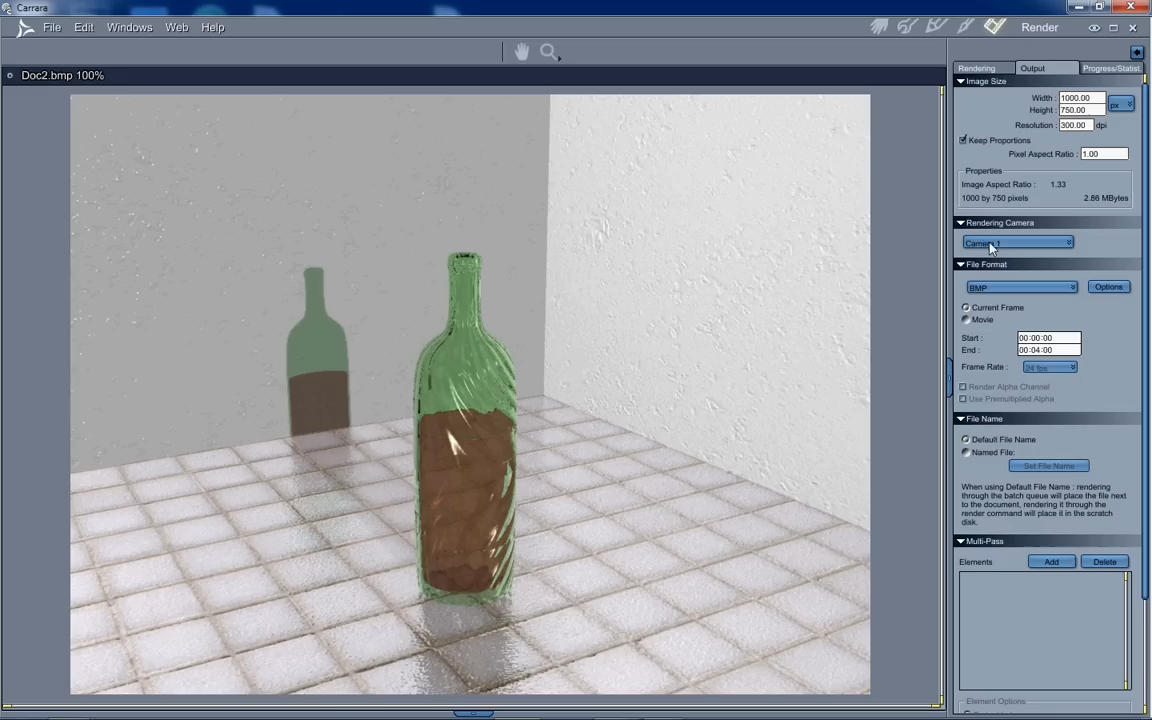 Carrara
File Edit Windows Web Help
Render
Doc2.bmp 100%
Rendering Output Progress/Statist
Image Size
Width : 1000.00 px
Height : 750.00
Resolution : 300.00 dpi
Keep Proportions
Pixel Aspect Ratio : 1.00
Properties
Image Aspect Ratio : 1.33
1000 by 750 pixels 2.86 MBytes
Rendering Camera
Camera 1
File Format
BMP Options
Current Frame
Movie
Start : 00:00:00
End : 00:04:00
Frame Rate : 24 fps
Render Alpha Channel
Use Premultiplied Alpha
File Name
Default File Name
Named File:
Set File Name
When using Default File Name : rendering
through the batch queue will place the file next
to the document, rendering it through the
render command will place it in the scratch
disk.
Multi-Pass
Elements Add Delete
Element Options